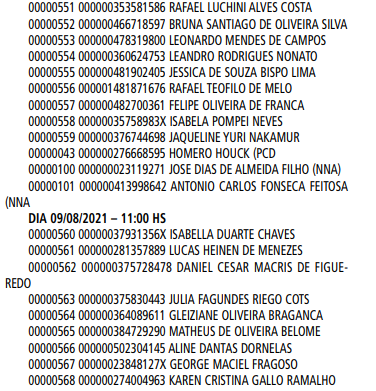 00000551 000000353581586 RAFAEL LUCHINI ALVES COSTA
00000552 000000466718597 BRUNA SANTIAGO DE OLIVEIRA SILVA
00000553 000000478319800 LEONARDO MENDES DE CAMPOS
00000554 000000360624753 LEANDRO RODRIGUES NONATO
00000555 000000481902405 JESSICA DE SOUZA BISPO LIMA
00000556 000001481871676 RAFAEL TEOFILO DE MELO
00000557 000000482700361 FELIPE OLIVEIRA DE FRANCA
00000558 00000035758983X ISABELA POMPEI NEVES
00000559 000000376744698 JAQUELINE YURI NAKAMUR
00000043 000000276668595 HOMERO HOUCK (PCD
00000100 000000023119271 JOSE DIAS DE ALMEIDA FILHO (NNA)
00000101 000000413998642 ANTONIO CARLOS FONSECA FEITOSA
(NNA
DIA 09/08/2021 – 11:00 HS
00000560 00000037931356X ISABELLA DUARTE CHAVES
00000561 000000281357889 LUCAS HEINEN DE MENEZES
00000562 000000375728478 DANIEL CESAR MACRIS DE FIGUE-
REDO
00000563 000000375830443 JULIA FAGUNDES RIEGO COTS
00000564 000000364089611 GLEIZIANE OLIVEIRA BRAGANCA
00000565 000000384729290 MATHEUS DE OLIVEIRA BELOME
00000566 000000502304145 ALINE DANTAS DORNELAS
00000567 00000023848127X GEORGE MACIEL FRAGOSO
00000568 000000274004963 KAREN CRISTINA GALLO RAMALHO